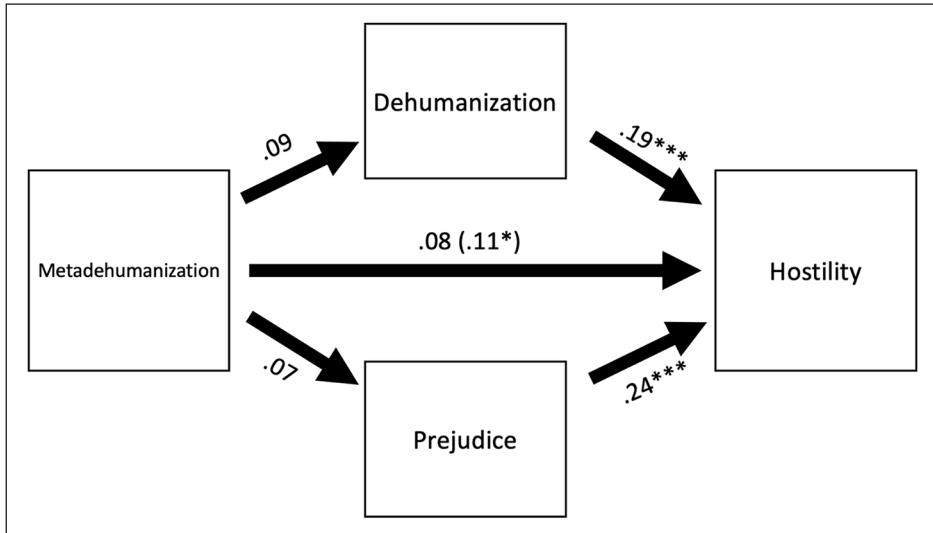 Dehumanization
.09
.19***
Metadehumanization
.08 (.11*)
Hostility
.07
.24***
Prejudice